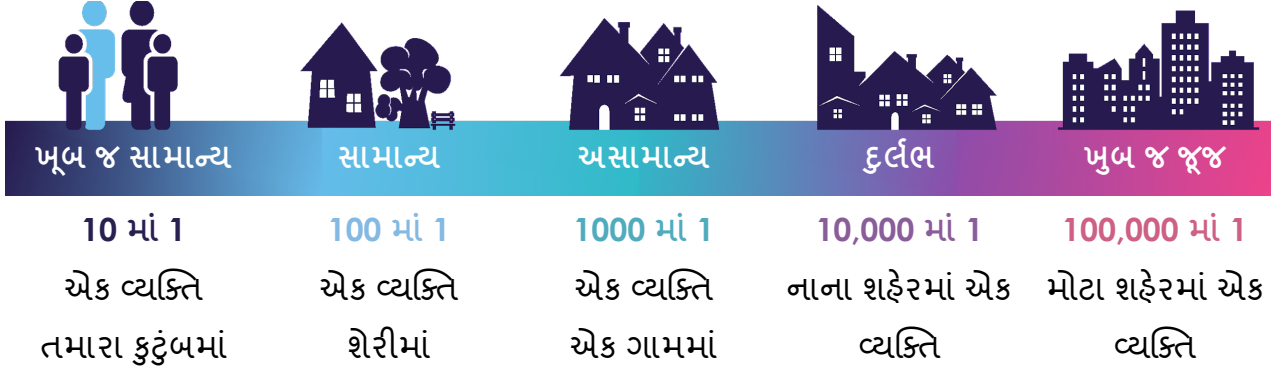 ખૂબ જ સામાન્ય
સામાન્ય
અસામાન્ય
દુર્લભ
ખુબ જ જૂજ
10 માં 1
100 માં 1
1000 માં 1
10,000 માં 1
100,000 માં 1
એક વ્યક્તિ
તમારા કુટુંબમાં
એક વ્યક્તિ
શેરીમાં
એક વ્યક્તિ
એક ગામમાં
નાના શહેરમાં એક
વ્યક્તિ
મોટા શહેરમાં એક
વ્યક્તિ